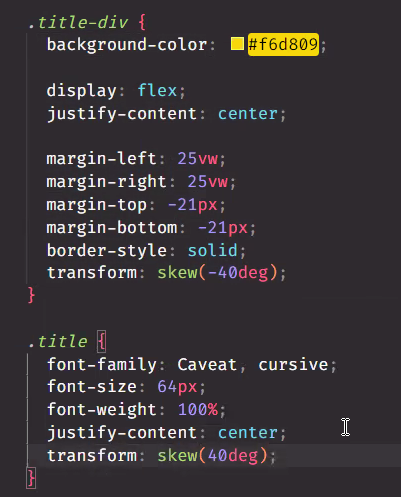 .title-div {
background-color: #f6d809;
display: flex;
justify-content: center;
margin-left: 25vw;
margin-right: 25vw;
margin-top: -21px;
margin-bottom: -21px;
border-style: solid;
transform: skew(-40deg);
}
.title {
font-family: Caveat, cursive;
font-size: 64px;
font-weight: 100%;
justify-content: center;
transform: skew(40deg);
}